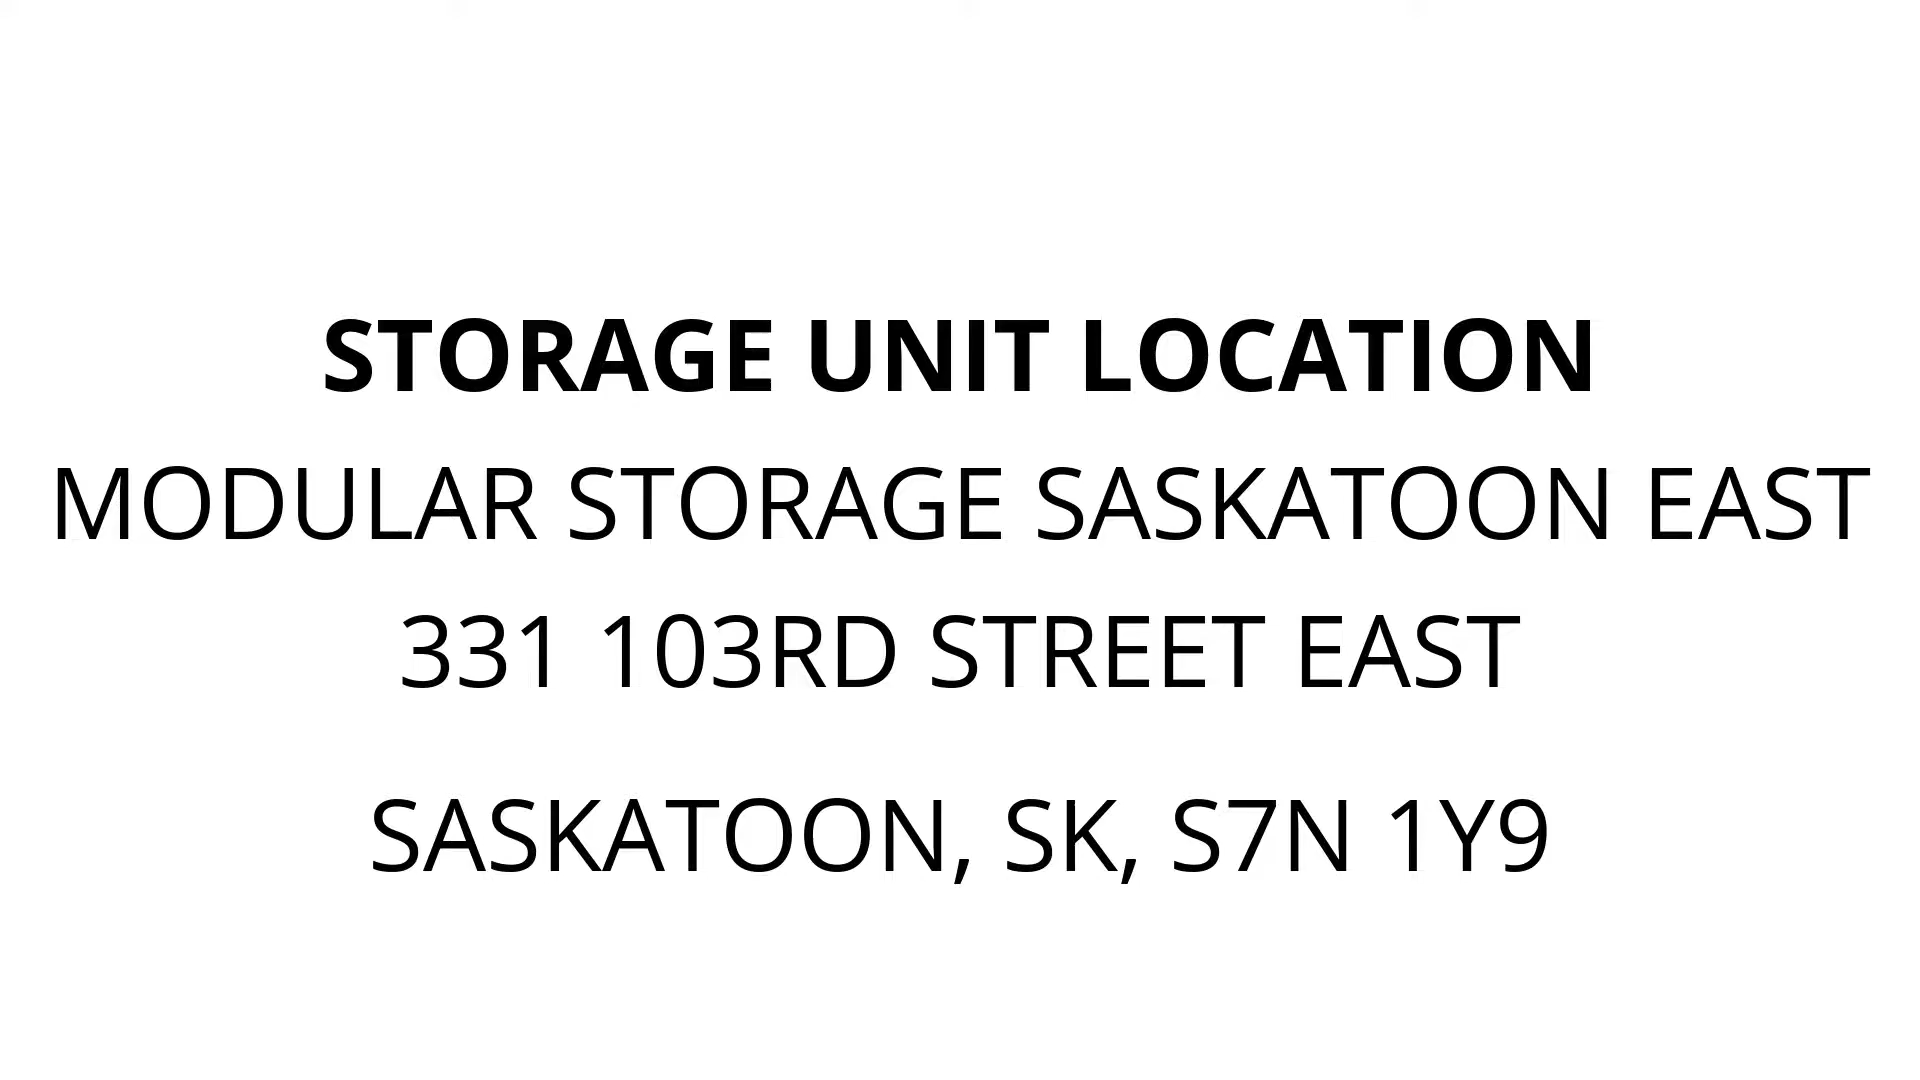 STORAGE UNIT LOCATION
MODULAR STORAGE SASKATOON EAST
331 103RD STREET EAST
SASKATOON, SK, S7N 1Y9